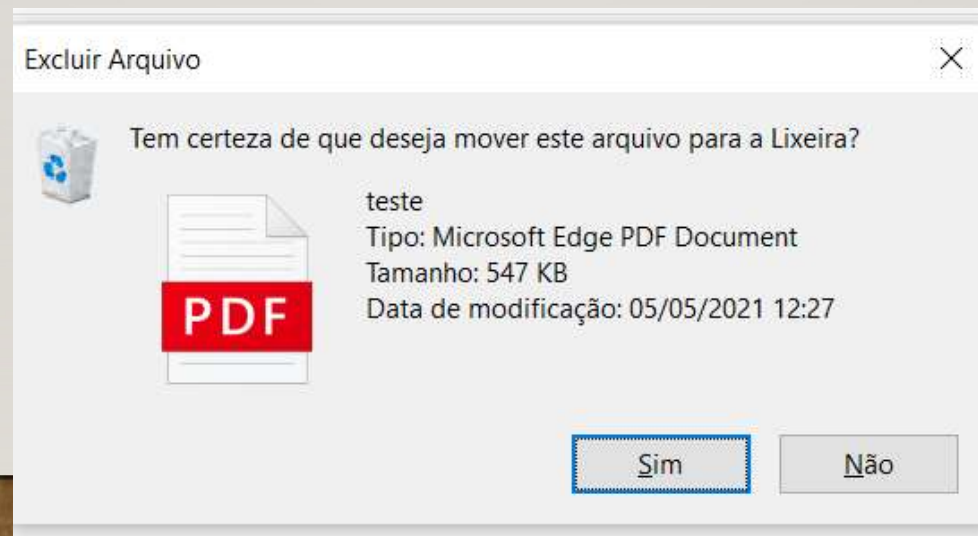 Excluir Arquivo
Tem certeza de que deseja mover este arquivo para a Lixeira?
teste
Tipo: Microsoft Edge PDF Document
Tamanho: 547 KB
PDF
Data de modificação: 05/05/2021 12:27
Sim
Não